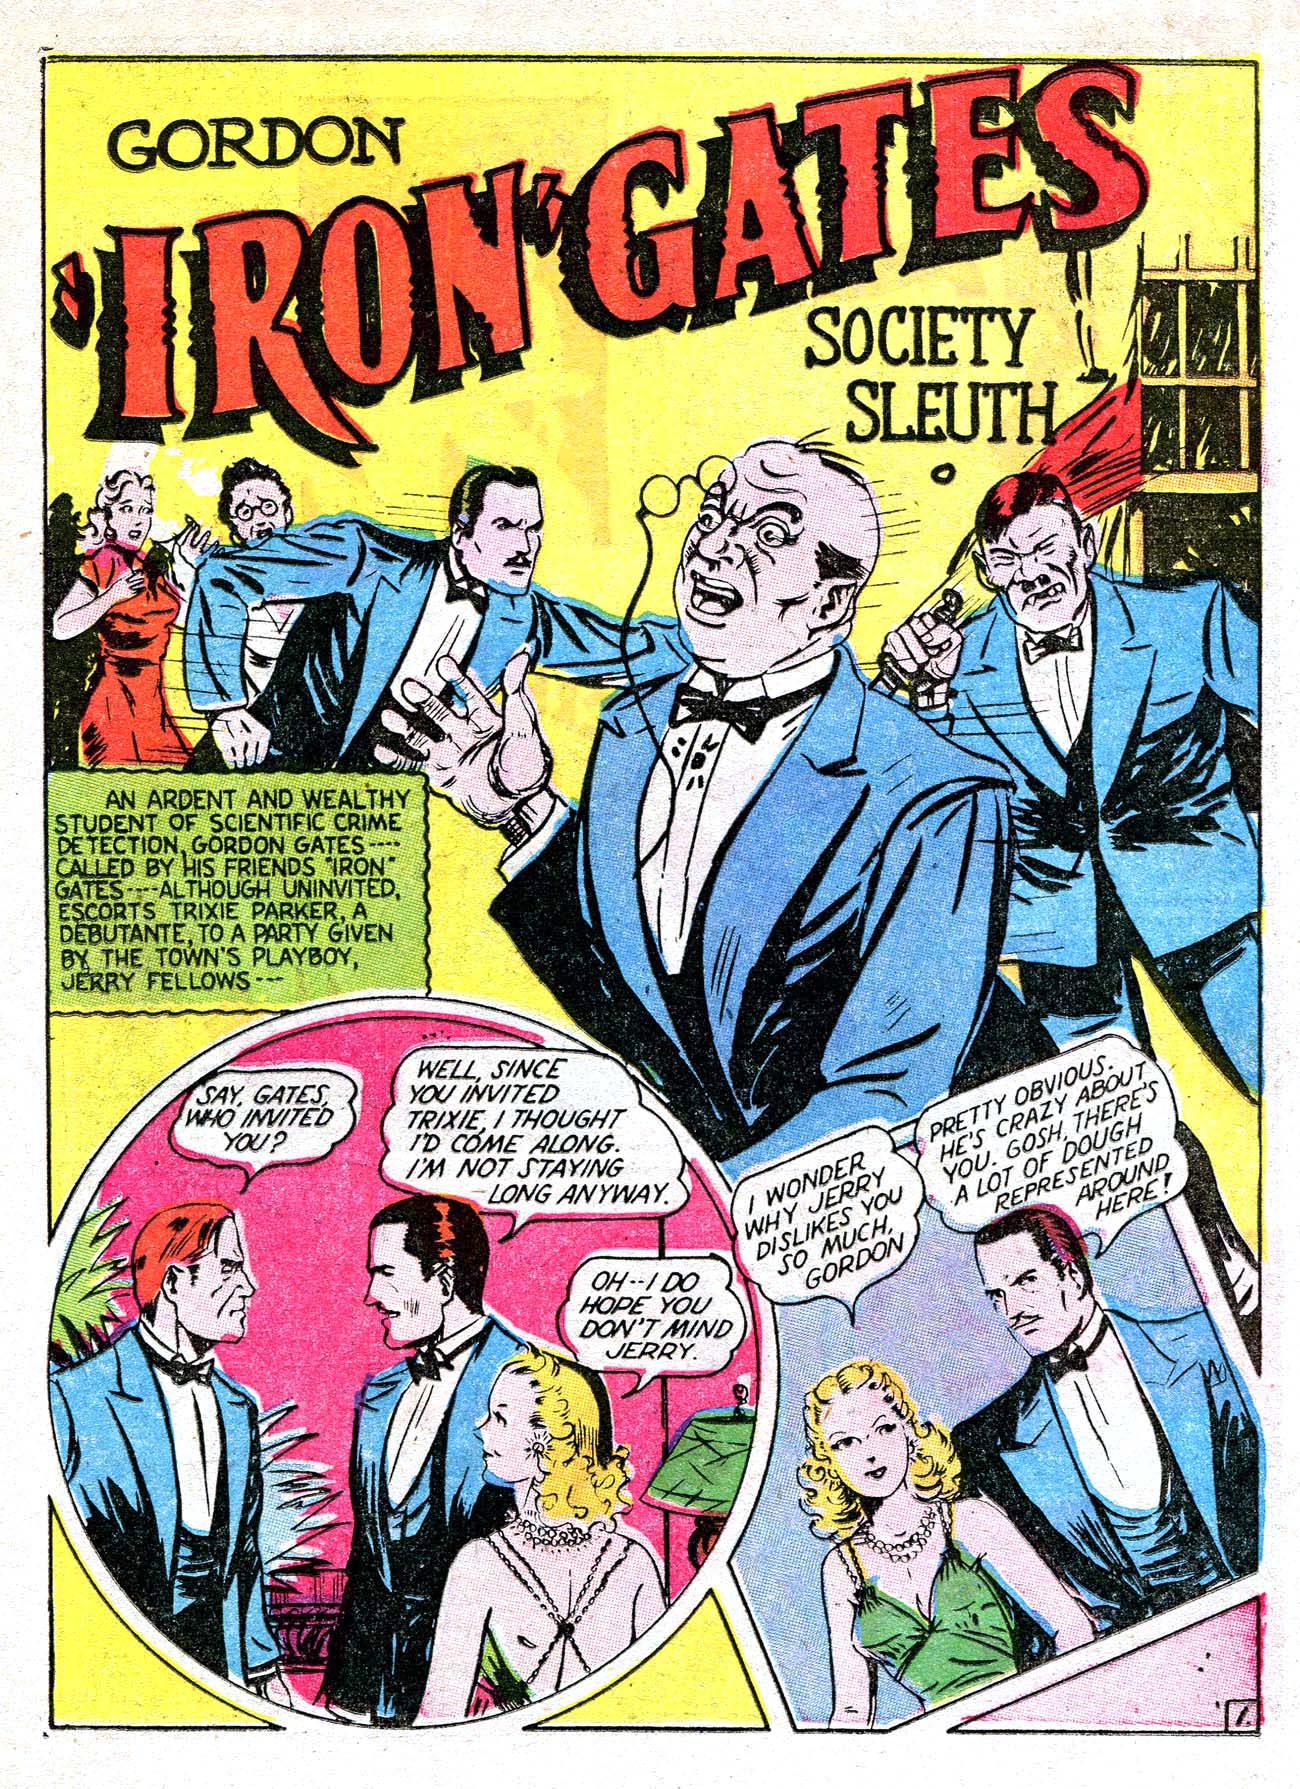 GORDON
'IRON' GATES
SOCIETY
SLEUTH
AN ARDENT AND WEALTHY
STUDENT OF SCIENTIFIC CRIME
DETECTION, GORDON GATES----
CALLED BY HIS FRIENDS "IRON"
GATES----ALTHOUGH UNINVITED,
ESCORTS TRIXIE PARKER, A
DEBUTANTE, TO A PARTY GIVEN
BY THE TOWN'S PLAYBOY,
JERRY FELLOWS---
SAY, GATES,
WHO INVITED
YOU?
WELL, SINCE
YOU INVITED
TRIXIE, I THOUGHT
I'D COME ALONG.
I'M NOT STAYING
LONG ANYWAY.
OH--I DO
HOPE YOU
DON'T MIND
JERRY.
I WONDER
WHY JERRY
DISLIKES YOU
SO MUCH,
GORDON
PRETTY OBVIOUS.
HE'S CRAZY ABOUT
YOU. GOSH, THERE'S
A LOT OF DOUGH
REPRESENTED
AROUND
HERE!
1.